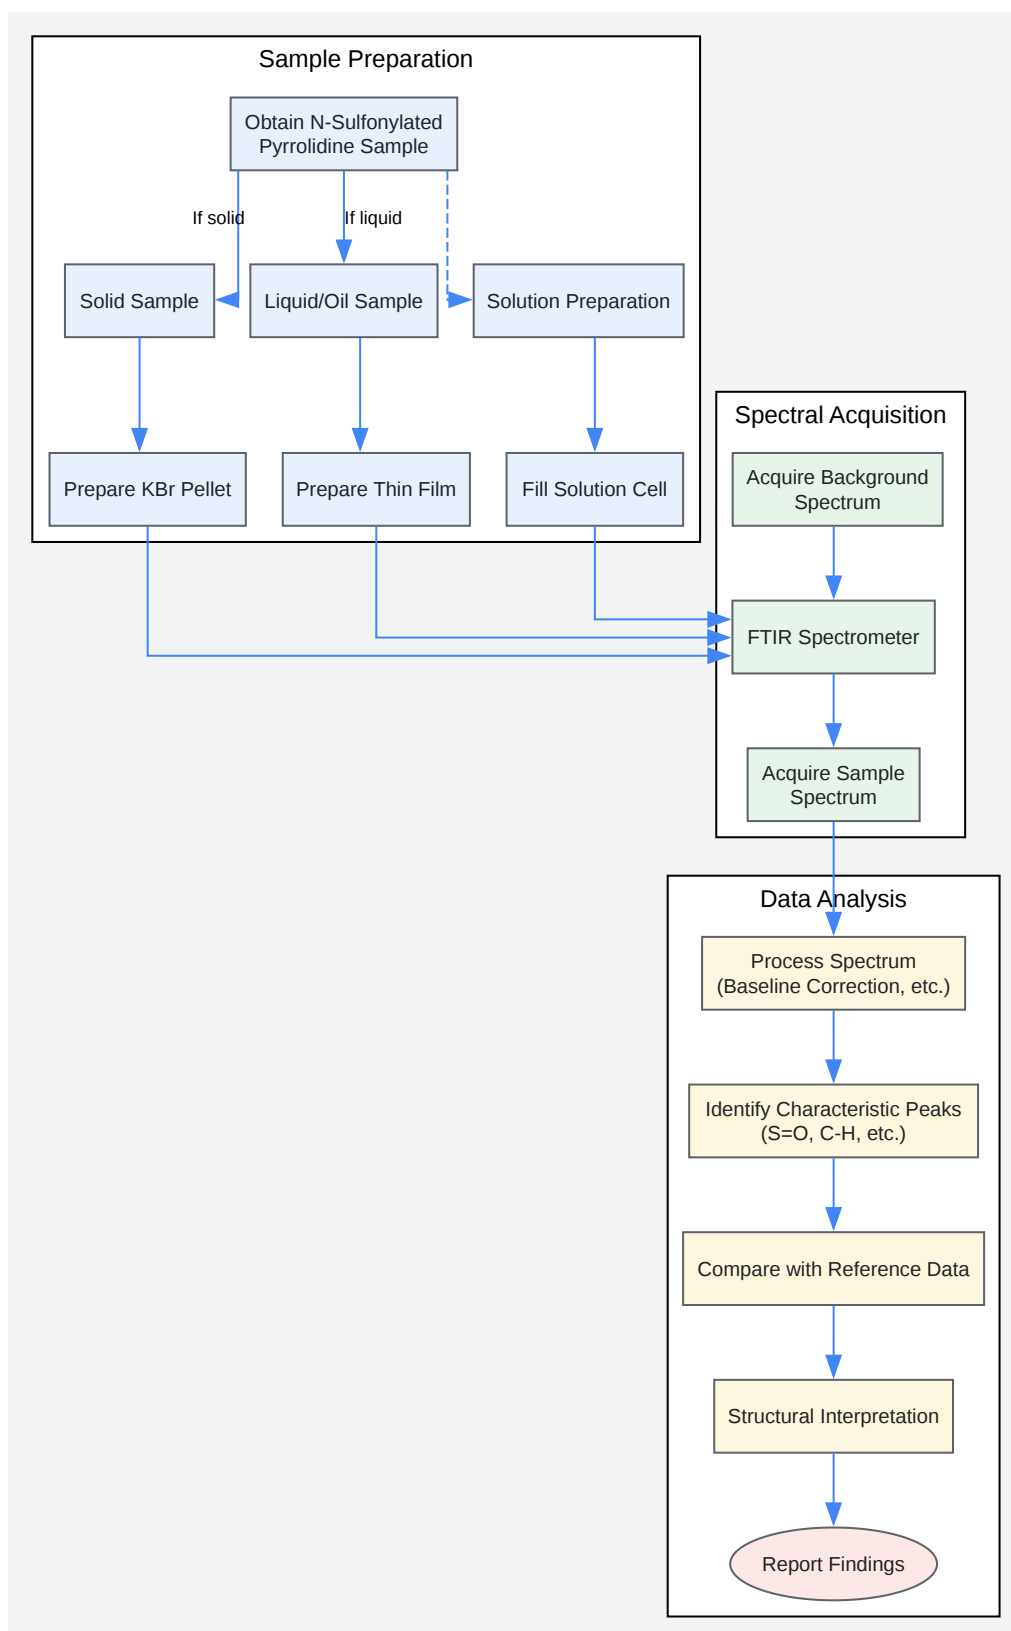 Sample Preparation
Obtain N-Sulfonylated
Pyrrolidine Sample
If solid
If liquid
Solid Sample
Liquid/Oil Sample
Solution Preparation
Prepare KBr Pellet
Prepare Thin Film
Fill Solution Cell
Spectral Acquisition
Acquire Background
Spectrum
FTIR Spectrometer
Acquire Sample
Spectrum
Data Analysis
Process Spectrum
(Baseline Correction, etc.)
Identify Characteristic Peaks
(S=O, C-H, etc.)
Compare with Reference Data
Structural Interpretation
Report Findings